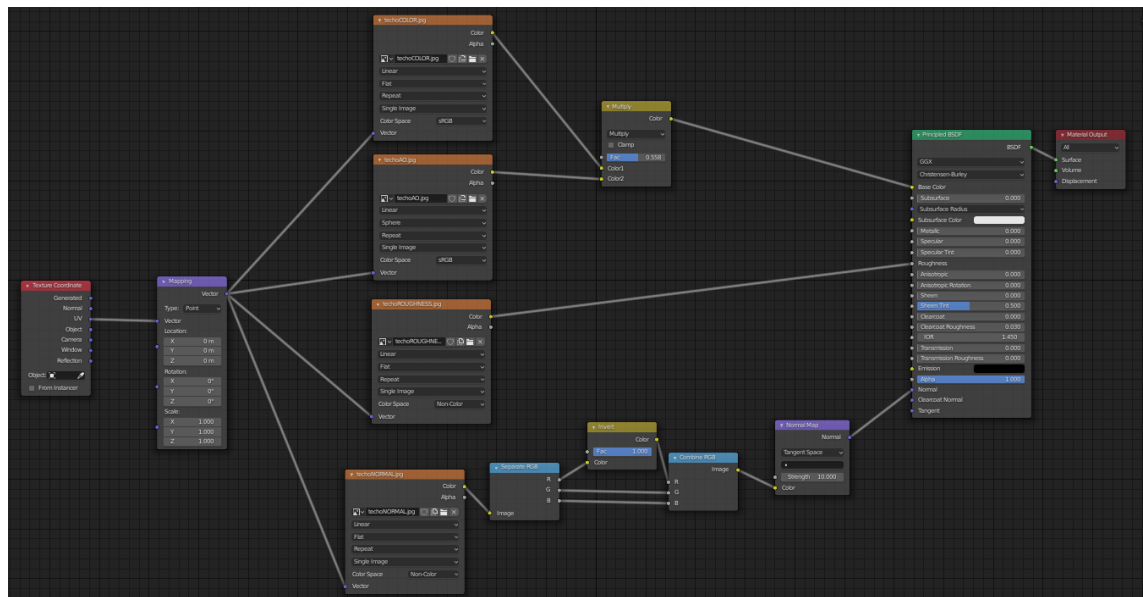 techoCOLOR.jpg
Color
Alpha
techoCOLOR.jpg
Linear
Flat
Repeat
Single Image
Color Space sRGB
Vector
techoAO.jpg
Color
Alpha
techoAO.jpg
Linear
Sphere
Repeat
Single Image
Color Space sRGB
Vector
Multiply
Color
Multiply
Clamp
Fac 0.558
Color1
Color2
Principled BSDF
BSDF
GGX
Christensen-Burley
Base Color
Subsurface 0.000
Subsurface Radius
Subsurface Color
Metallic 0.000
Specular 0.000
Specular Tint 0.000
Roughness
Anisotropic 0.000
Anisotropic Rotation 0.000
Sheen 0.000
Sheen Tint 0.500
Clearcoat 0.000
Clearcoat Roughness 0.030
IOR 1.450
Transmission 0.000
Transmission Roughness 0.000
Emission
Alpha 1.000
Normal
Clearcoat Normal
Tangent
Material Output
All
Surface
Volume
Displacement
Texture Coordinate
Generated
Normal
UV
Object
Camera
Window
Reflection
Object:
From Instancer
Mapping
Vector
Type: Point
Vector
Location:
X 0 m
Y 0 m
Z 0 m
Rotation:
X 0°
Y 0°
Z 0°
Scale:
X 1.000
Y 1.000
Z 1.000
techoROUGHNESS.jpg
Color
Alpha
techoROUGHNE...
Linear
Flat
Repeat
Single Image
Color Space Non-Color
Vector
techoNORMAL.jpg
Color
Alpha
techoNORMAL.jpg
Linear
Flat
Repeat
Single Image
Color Space Non-Color
Vector
Separate RGB
R
G
B
Image
Invert
Color
Fac 1.000
Color
Combine RGB
Image
R
G
B
Normal Map
Normal
Tangent Space
Strength 10.000
Color